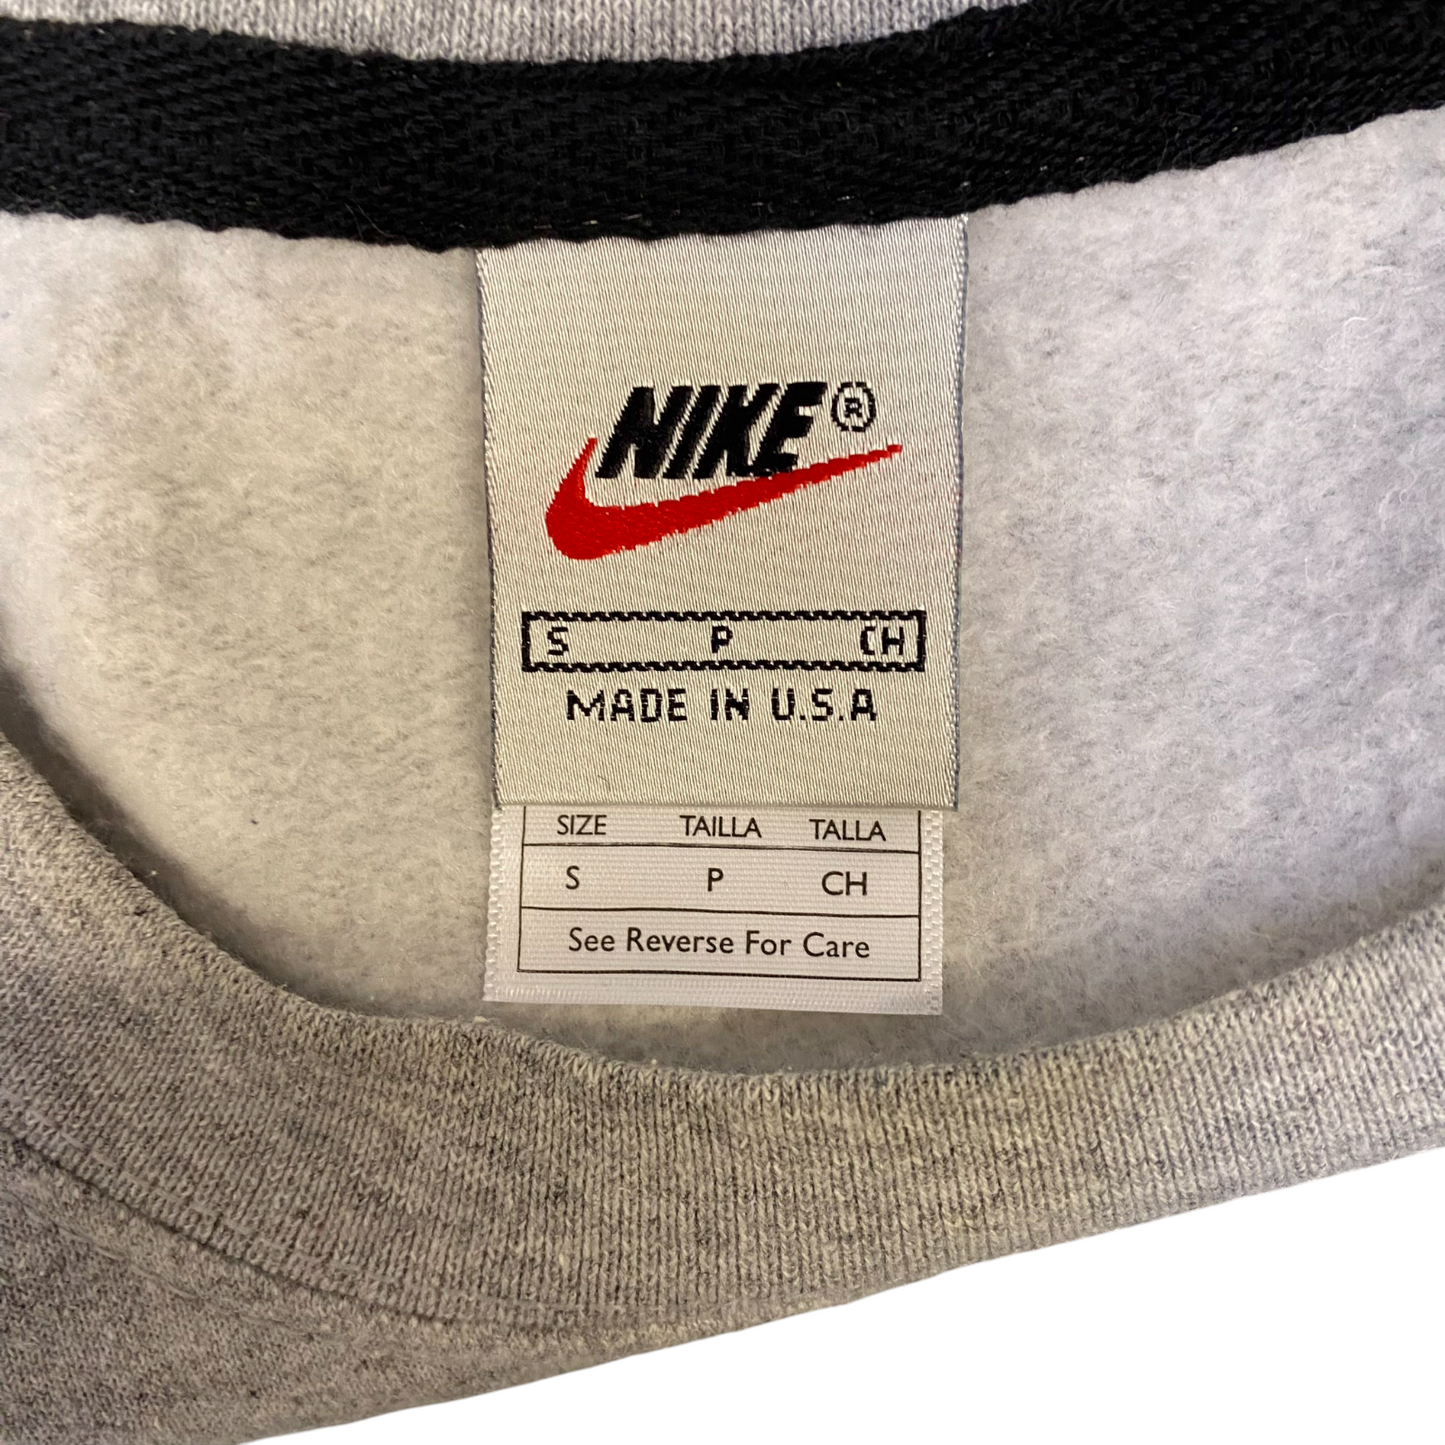 NIKE®
S P CH
MADE IN U.S.A
SIZE TAILLA TALLA
S P CH
See Reverse For Care